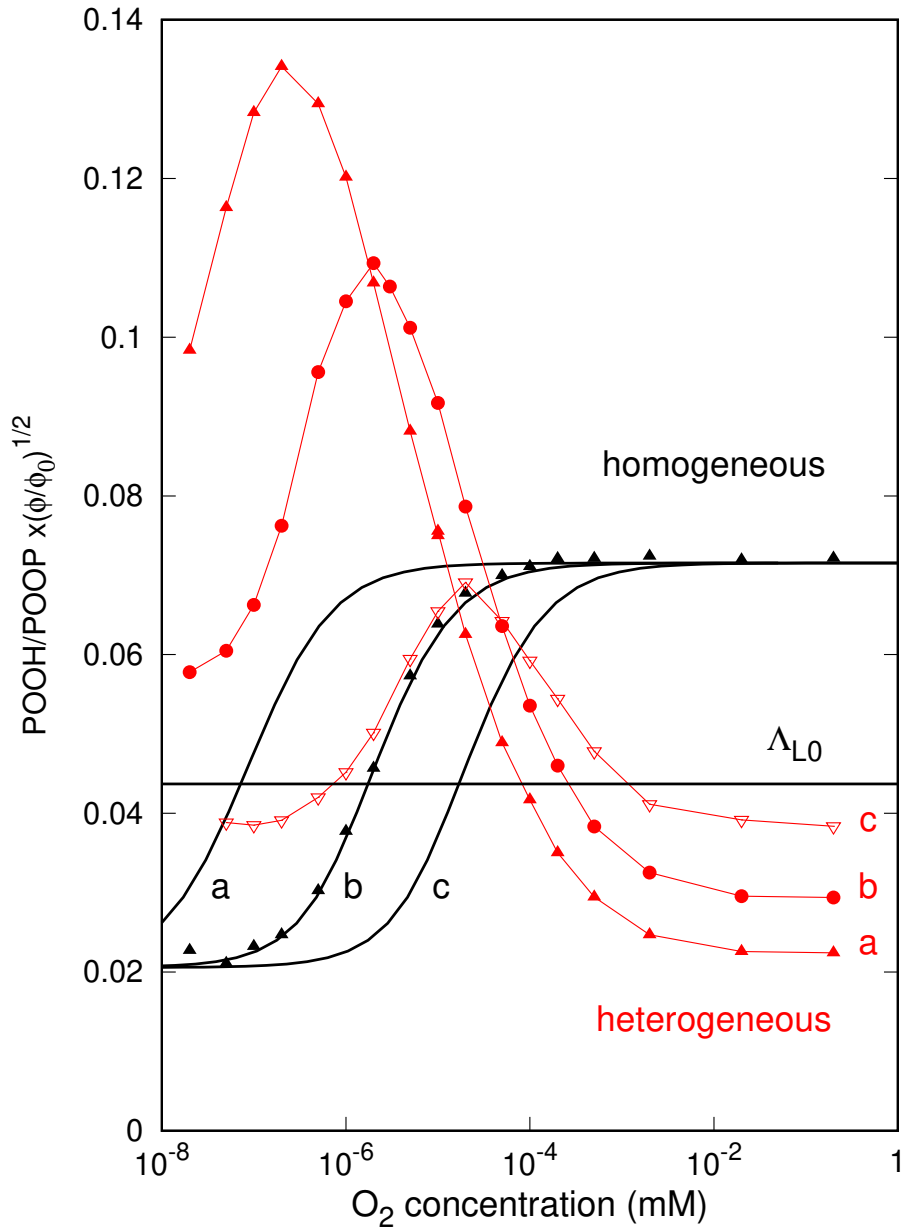 POOH/POOP x(ϕ/ϕ₀)^1/2
0.14
0.12
0.1
0.08
0.06
0.04
0.02
0
homogeneous
Λ_L0
a
b
c
c
b
a
heterogeneous
10⁻⁸
10⁻⁶
10⁻⁴
10⁻²
1
O₂ concentration (mM)